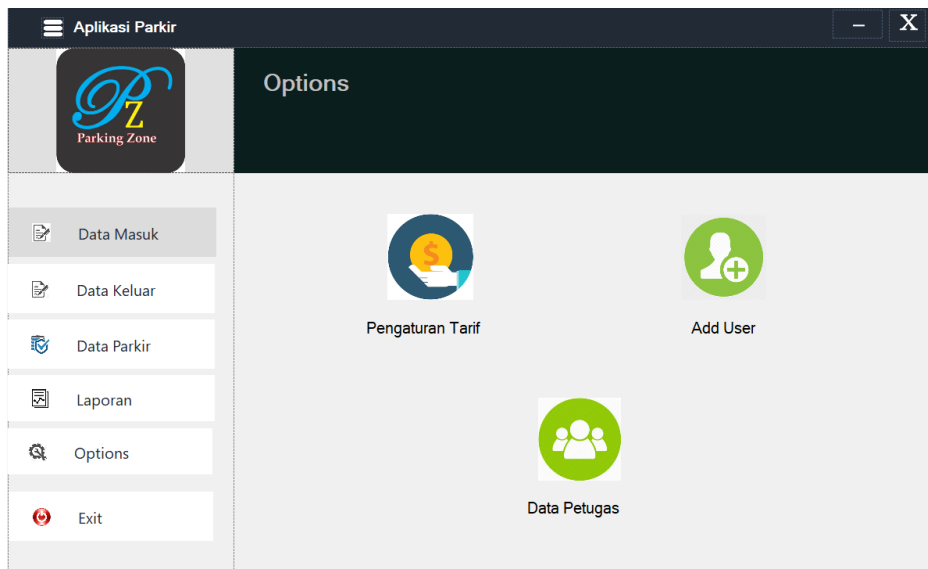 Aplikasi Parkir
– X
PZ
Parking Zone
Options
Data Masuk
Data Keluar
Data Parkir
Laporan
Options
Exit
$
Pengaturan Tarif
Add User
Data Petugas